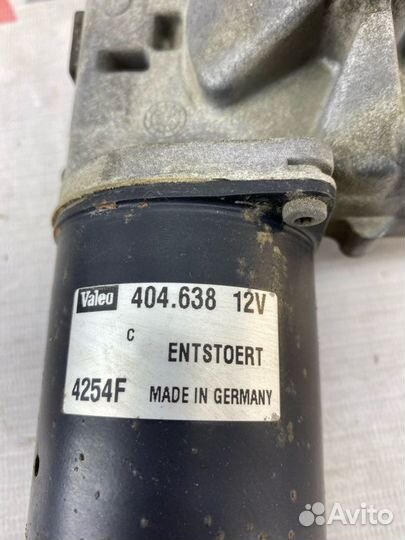 Valeo 404.638 12V
C
ENTSTOERT
4254F MADE IN GERMANY
Avito